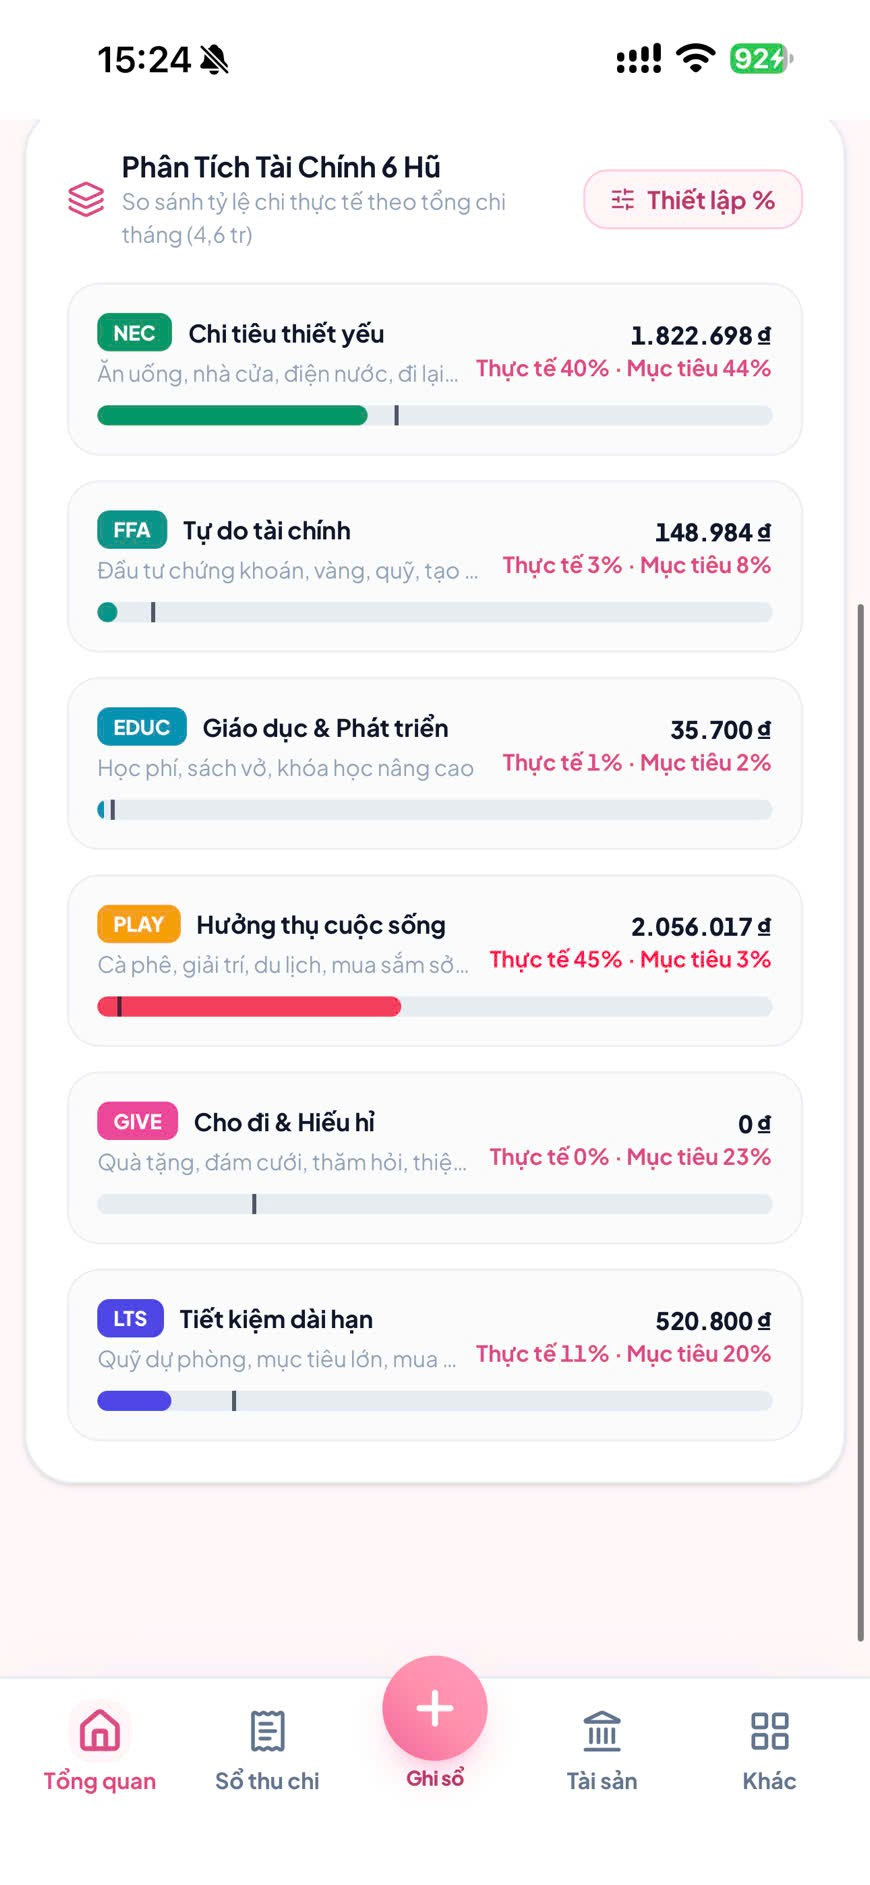 15:24
92
Phân Tích Tài Chính 6 Hũ
So sánh tỷ lệ chi thực tế theo tổng chi
tháng (4,6 tr)
Thiết lập %
NEC Chi tiêu thiết yếu 1.822.698 ₫
Ăn uống, nhà cửa, điện nước, đi lại... Thực tế 40% · Mục tiêu 44%
FFA Tự do tài chính 148.984 ₫
Đầu tư chứng khoán, vàng, quỹ, tạo ... Thực tế 3% · Mục tiêu 8%
EDUC Giáo dục & Phát triển 35.700 ₫
Học phí, sách vở, khóa học nâng cao Thực tế 1% · Mục tiêu 2%
PLAY Hưởng thụ cuộc sống 2.056.017 ₫
Cà phê, giải trí, du lịch, mua sắm sở... Thực tế 45% · Mục tiêu 3%
GIVE Cho đi & Hiếu hỉ 0 ₫
Quà tặng, đám cưới, thăm hỏi, thiệ... Thực tế 0% · Mục tiêu 23%
LTS Tiết kiệm dài hạn 520.800 ₫
Quỹ dự phòng, mục tiêu lớn, mua ... Thực tế 11% · Mục tiêu 20%
Tổng quan Sổ thu chi Ghi sổ Tài sản Khác